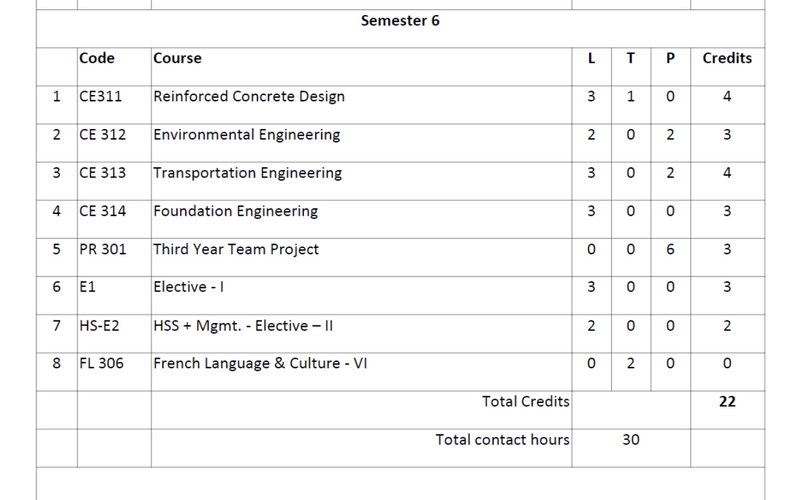 Semester 6
Code Course L T P Credits
1 CE311 Reinforced Concrete Design 3 1 0 4
2 CE 312 Environmental Engineering 2 0 2 3
3 CE 313 Transportation Engineering 3 0 2 4
4 CE 314 Foundation Engineering 3 0 0 3
5 PR 301 Third Year Team Project 0 0 6 3
6 E1 Elective - I 3 0 0 3
7 HS-E2 HSS + Mgmt. - Elective – II 2 0 0 2
8 FL 306 French Language & Culture - VI 0 2 0 0
Total Credits 22
Total contact hours 30